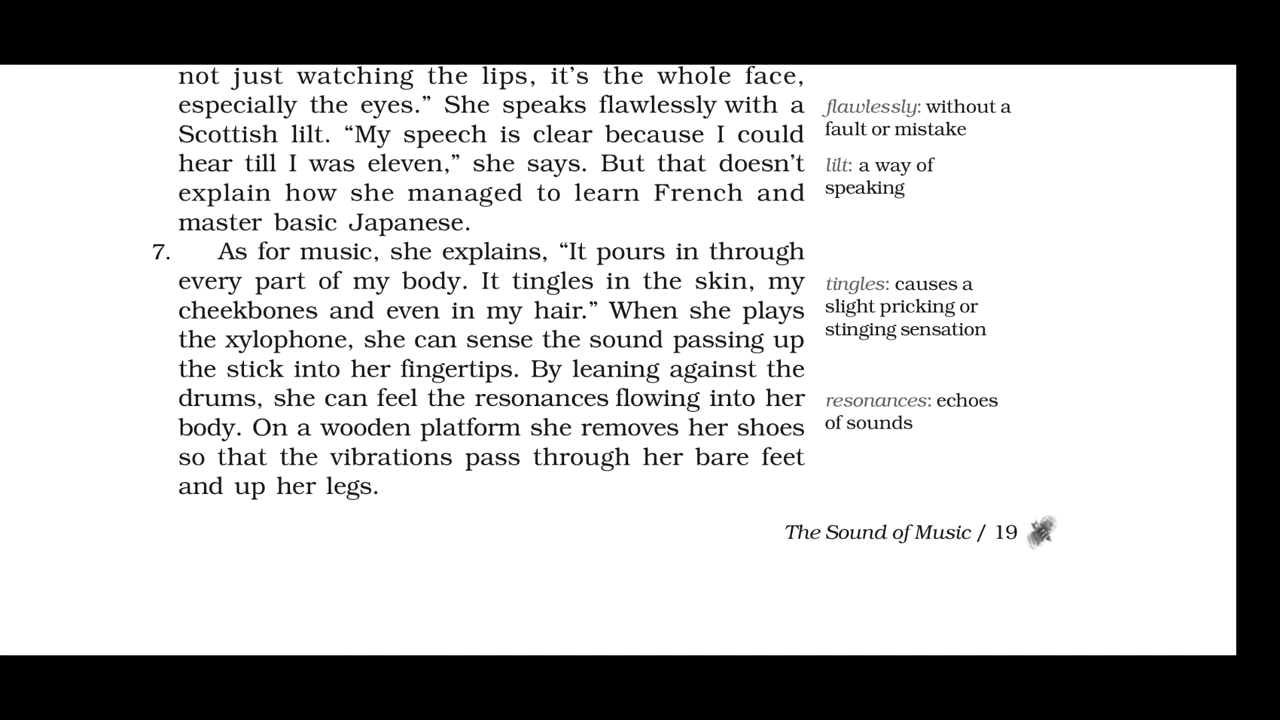 not just watching the lips, it's the whole face,
especially the eyes.” She speaks flawlessly with a
Scottish lilt. “My speech is clear because I could
hear till I was eleven,” she says. But that doesn't
explain how she managed to learn French and
master basic Japanese.
7. As for music, she explains, “It pours in through
every part of my body. It tingles in the skin, my
cheekbones and even in my hair.” When she plays
the xylophone, she can sense the sound passing up
the stick into her fingertips. By leaning against the
drums, she can feel the resonances flowing into her
body. On a wooden platform she removes her shoes
so that the vibrations pass through her bare feet
and up her legs.
flawlessly: without a
fault or mistake
lilt: a way of
speaking
tingles: causes a
slight pricking or
stinging sensation
resonances: echoes
of sounds
The Sound of Music / 19